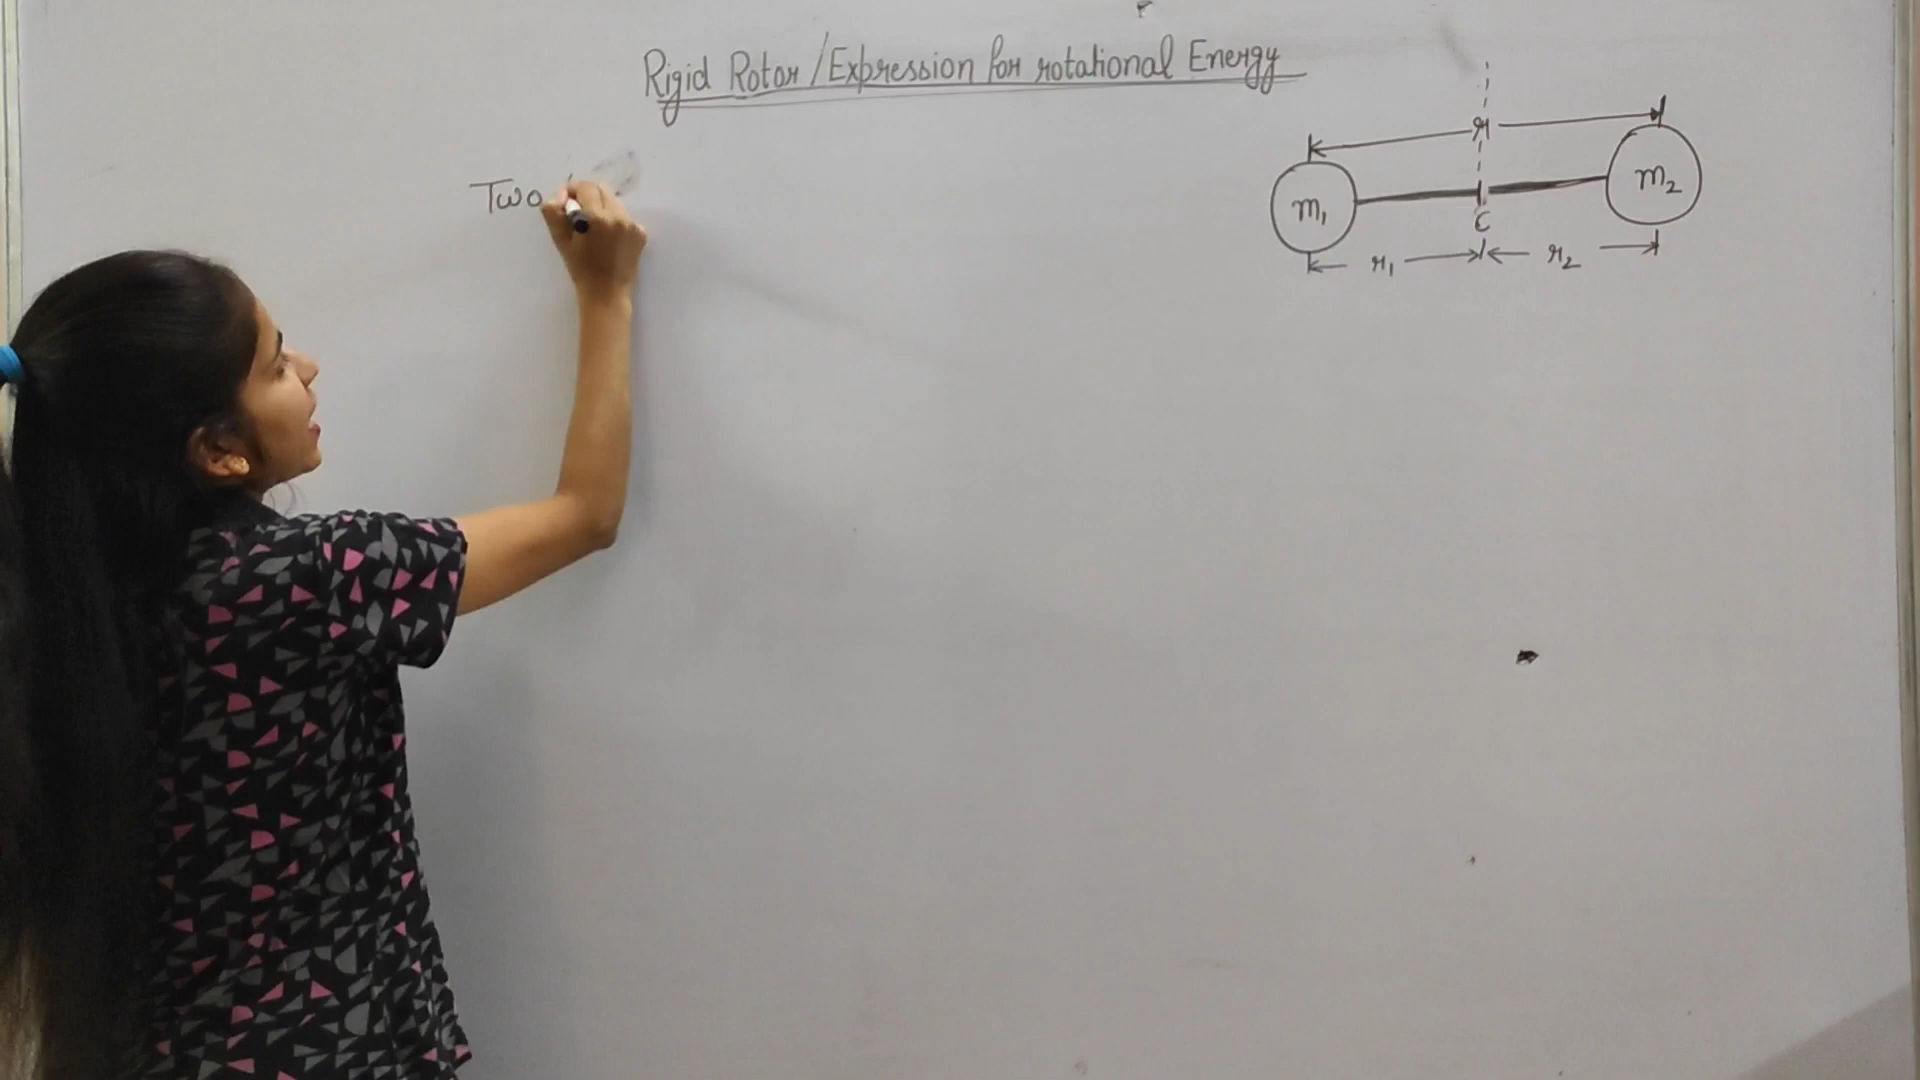 Rigid Rotor/Expression for rotational Energy
Two
r
m₁
m₂
C
r₁
r₂